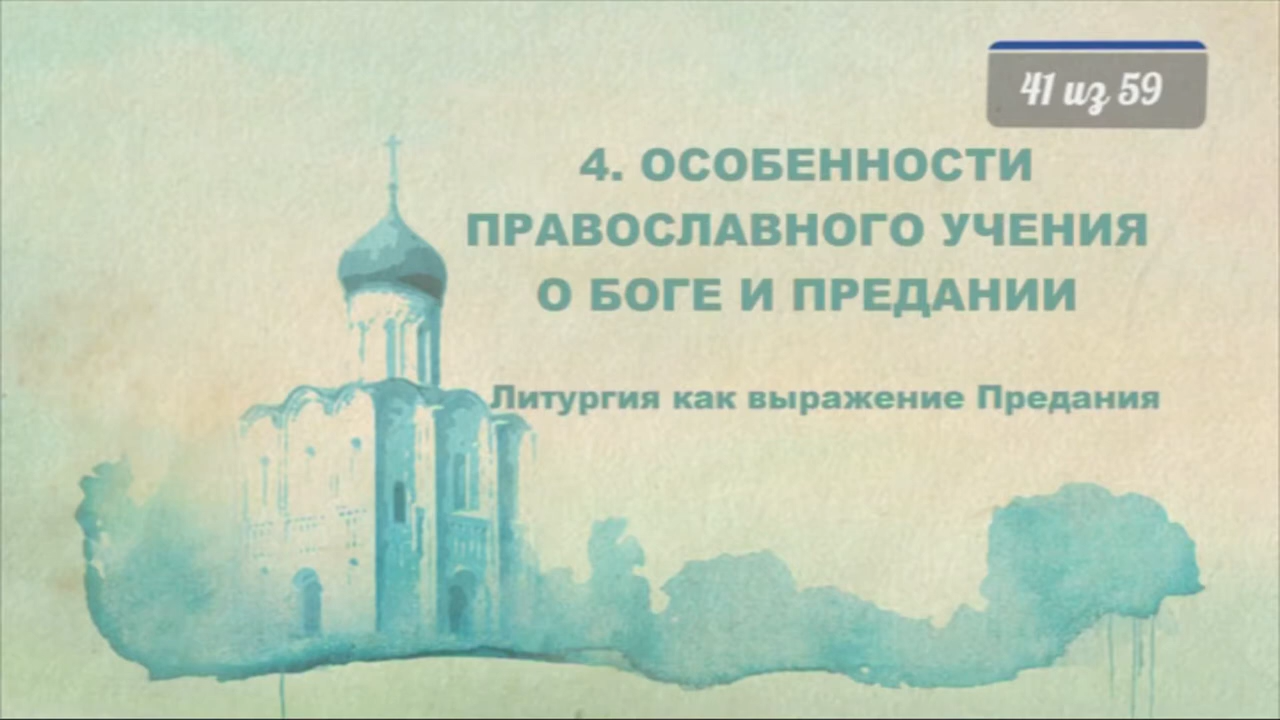 41 из 59
4. ОСОБЕННОСТИ
ПРАВОСЛАВНОГО УЧЕНИЯ
О БОГЕ И ПРЕДАНИИ
Литургия как выражение Предания